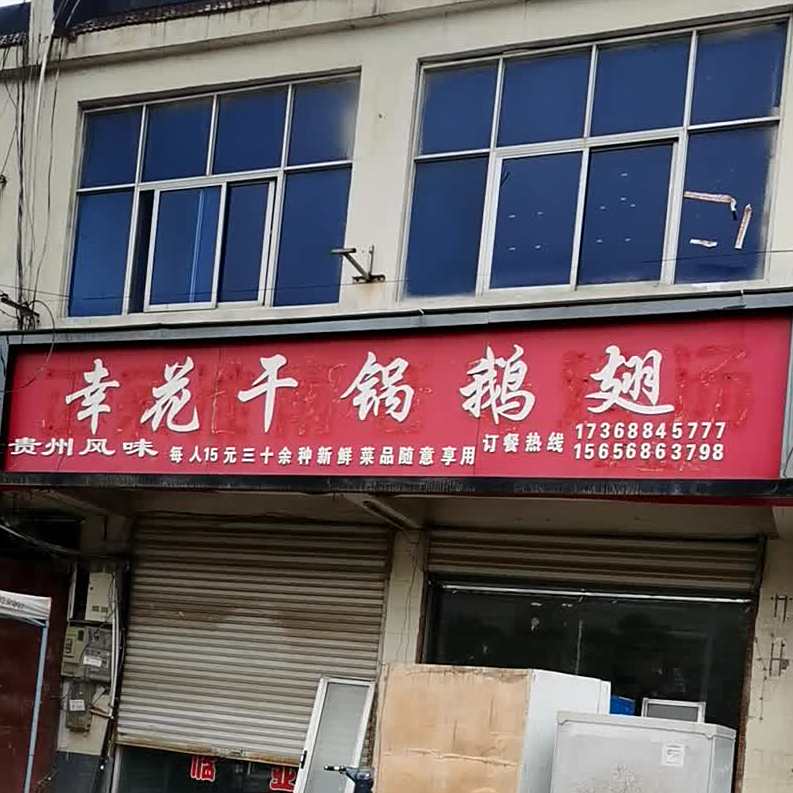 幸花干锅鹅翅
贵州风味
每人15元三十余种新鲜菜品随意享用
订餐热线
17368845777
15656863798
临